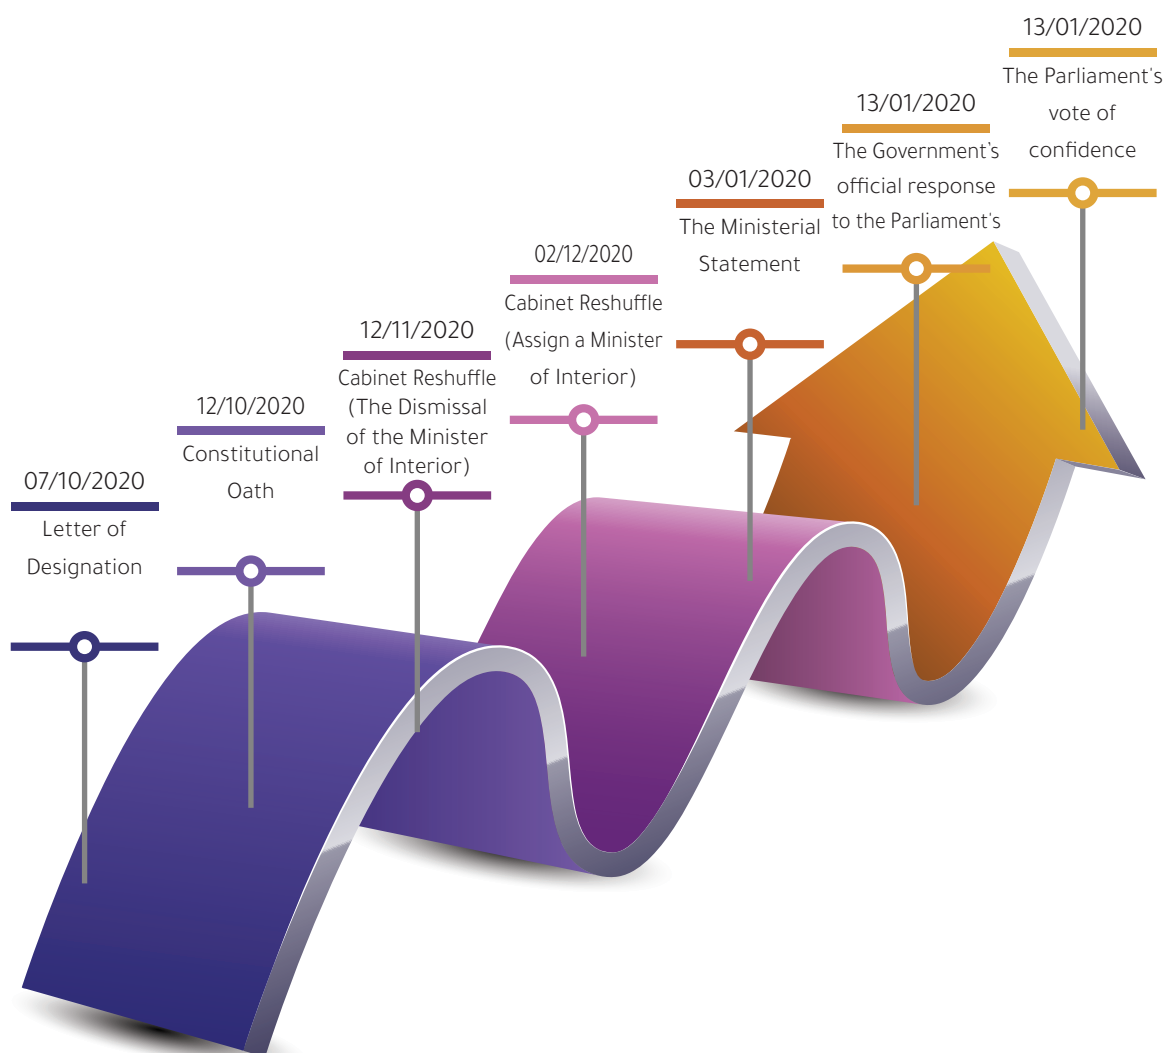 07/10/2020
Letter of
Designation
12/10/2020
Constitutional
Oath
12/11/2020
Cabinet Reshuffle
(The Dismissal
of the Minister
of Interior)
02/12/2020
Cabinet Reshuffle
(Assign a Minister
of Interior)
03/01/2020
The Ministerial
Statement
13/01/2020
The Government's
official response
to the Parliament's
13/01/2020
The Parliament's
vote of
confidence